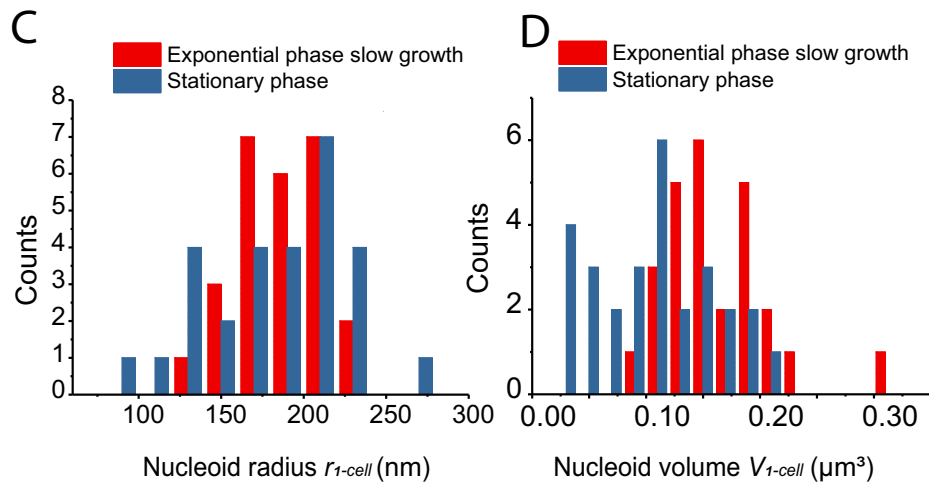 C
Exponential phase slow growth
Stationary phase
8
7
6
5
4
3
2
1
0
Counts
100 150 200 250 300
Nucleoid radius r1-cell (nm)
D
Exponential phase slow growth
Stationary phase
6
4
2
0
Counts
0.00 0.10 0.20 0.30
Nucleoid volume V1-cell (µm³)